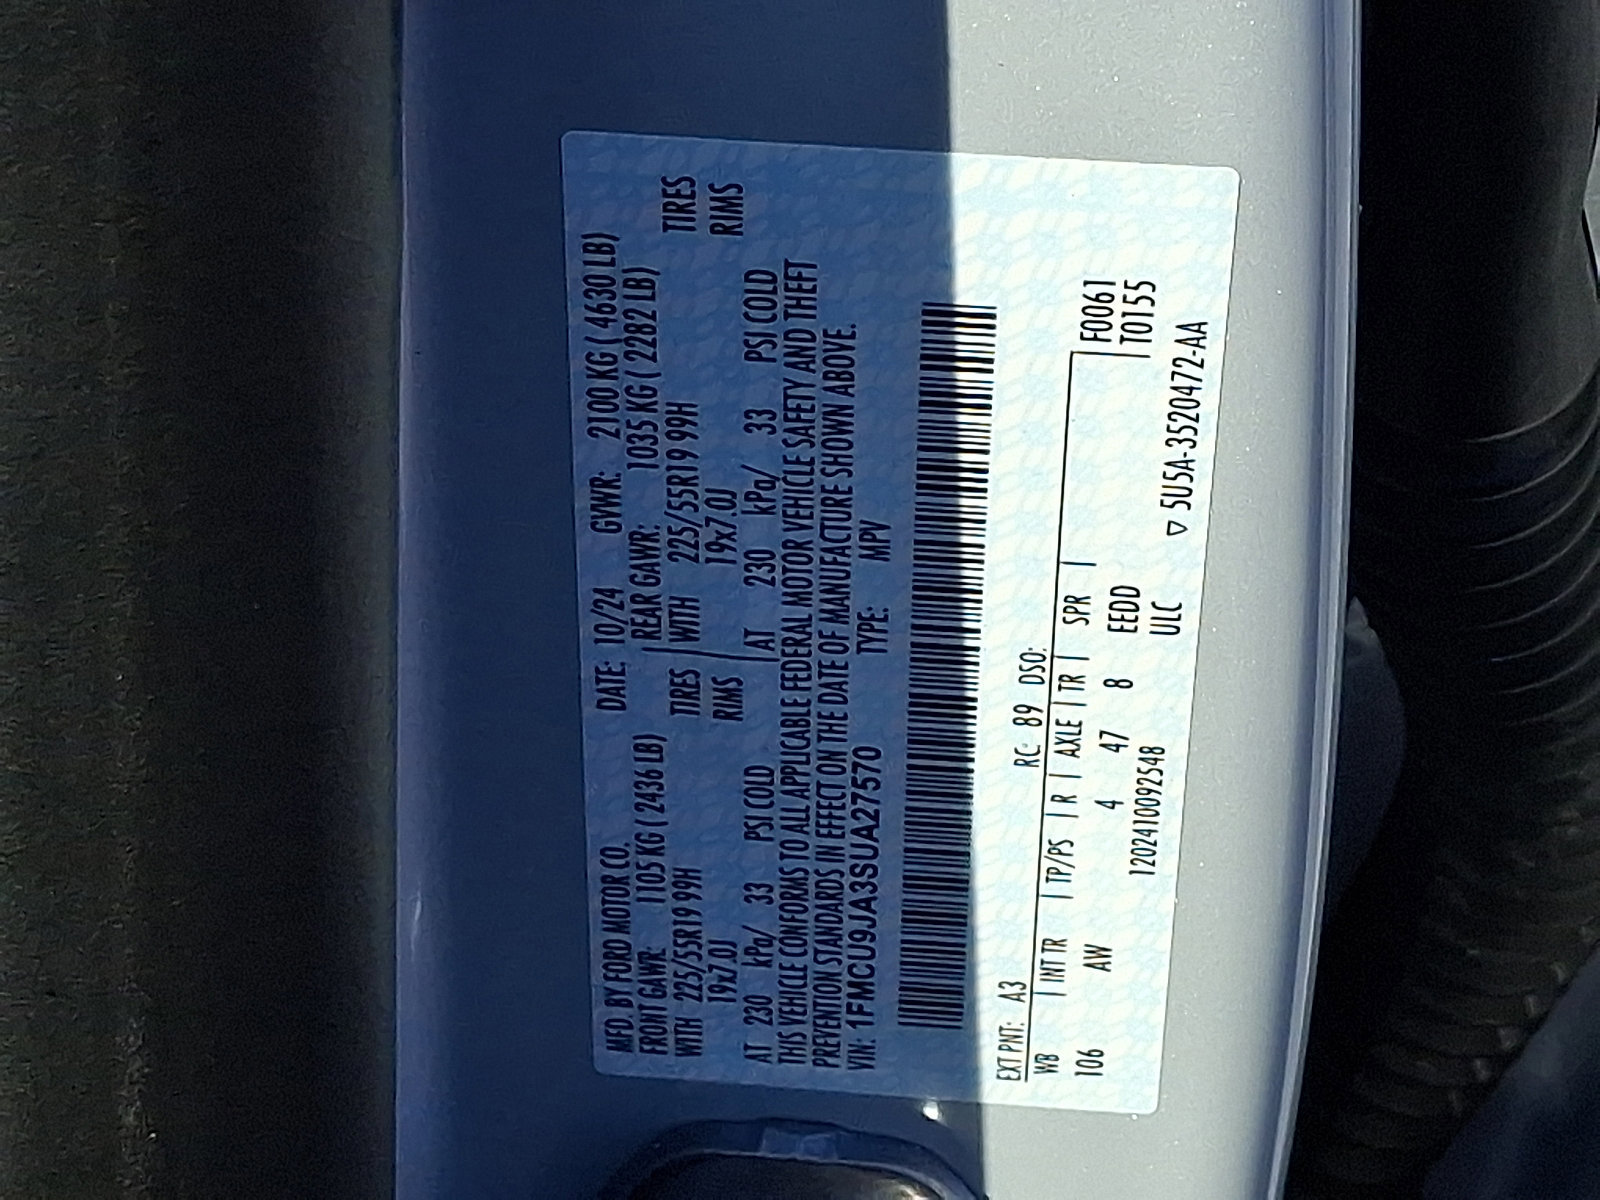 MFD. BY FORD MOTOR CO. DATE: 10/24 GVWR: 2100 KG ( 4630 LB)
FRONT GAWR: 1105 KG ( 2436 LB) REAR GAWR: 1035 KG ( 2282 LB)
WITH 225/55R19 99H TIRES WITH 225/55R19 99H TIRES
19x7.0J RIMS 19x7.0J RIMS
AT 230 kPa/ 33 PSI COLD AT 230 kPa/ 33 PSI COLD
THIS VEHICLE CONFORMS TO ALL APPLICABLE FEDERAL MOTOR VEHICLE SAFETY AND THEFT
PREVENTION STANDARDS IN EFFECT ON THE DATE OF MANUFACTURE SHOWN ABOVE.
VIN: 1FMCU9JA3SUA27570 TYPE: MPV
EXT PNT: A3 RC: 89 DSO:
WB | INT TR | TP/PS | R | AXLE | TR | SPR | F0061
106 AW 4 47 8 EEDD T0155
1202410092548 ULC ▽ 5U5A-3520472-AA